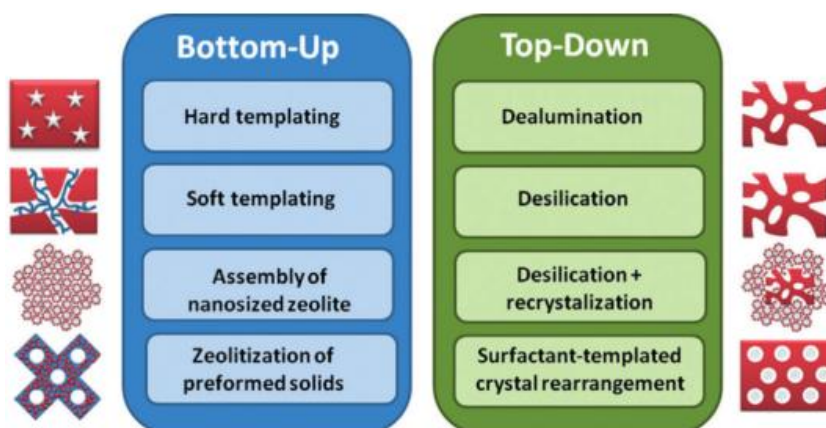 Bottom-Up
Hard templating
Soft templating
Assembly of
nanosized zeolite
Zeolitization of
preformed solids
Top-Down
Dealumination
Desilication
Desilication +
recrystalization
Surfactant-templated
crystal rearrangement